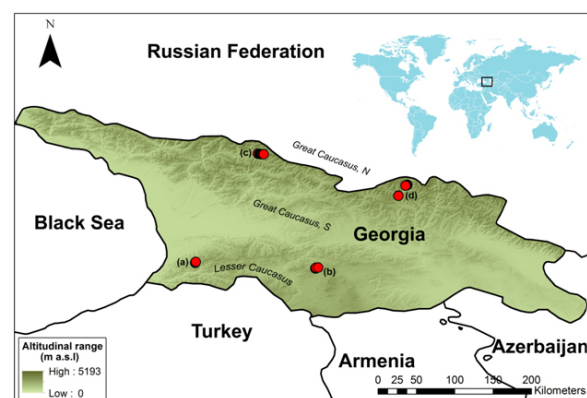 N
Russian Federation
(c)
Great Caucasus, N
(d)
Great Caucasus, S
Black Sea
Georgia
(a)
Lesser Caucasus
(b)
Turkey
Armenia
Azerbaijan
Altitudinal range
(m a.s.l)
High : 5193
Low : 0
0 25 50 100 150 200
Kilometers